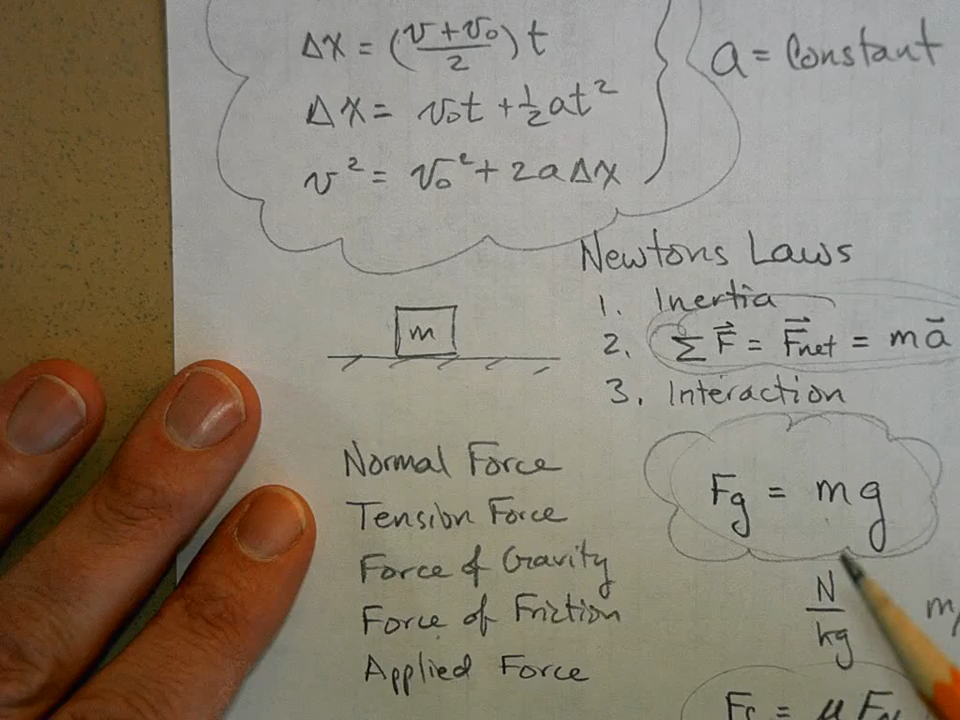 Δx = (v + v₀/2) t
a = constant
Δx = v₀t + ½at²
v² = v₀² + 2aΔx
Newtons Laws
1. Inertia
m
2. ΣF⃗ = F⃗net = ma⃗
3. Interaction
Normal Force
Tension Force
Fg = mg
Force of Gravity
N/kg
m/
Force of Friction
Applied Force